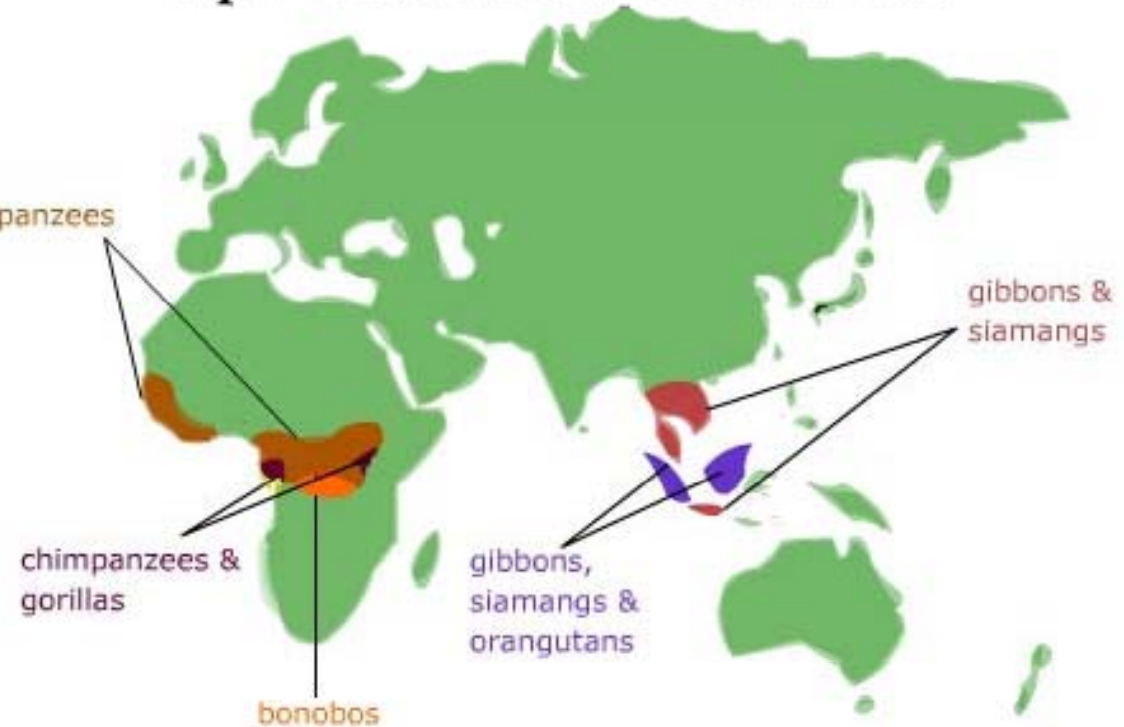 panzees
gibbons &
siamangs
chimpanzees &
gorillas
gibbons,
siamangs &
orangutans
bonobos